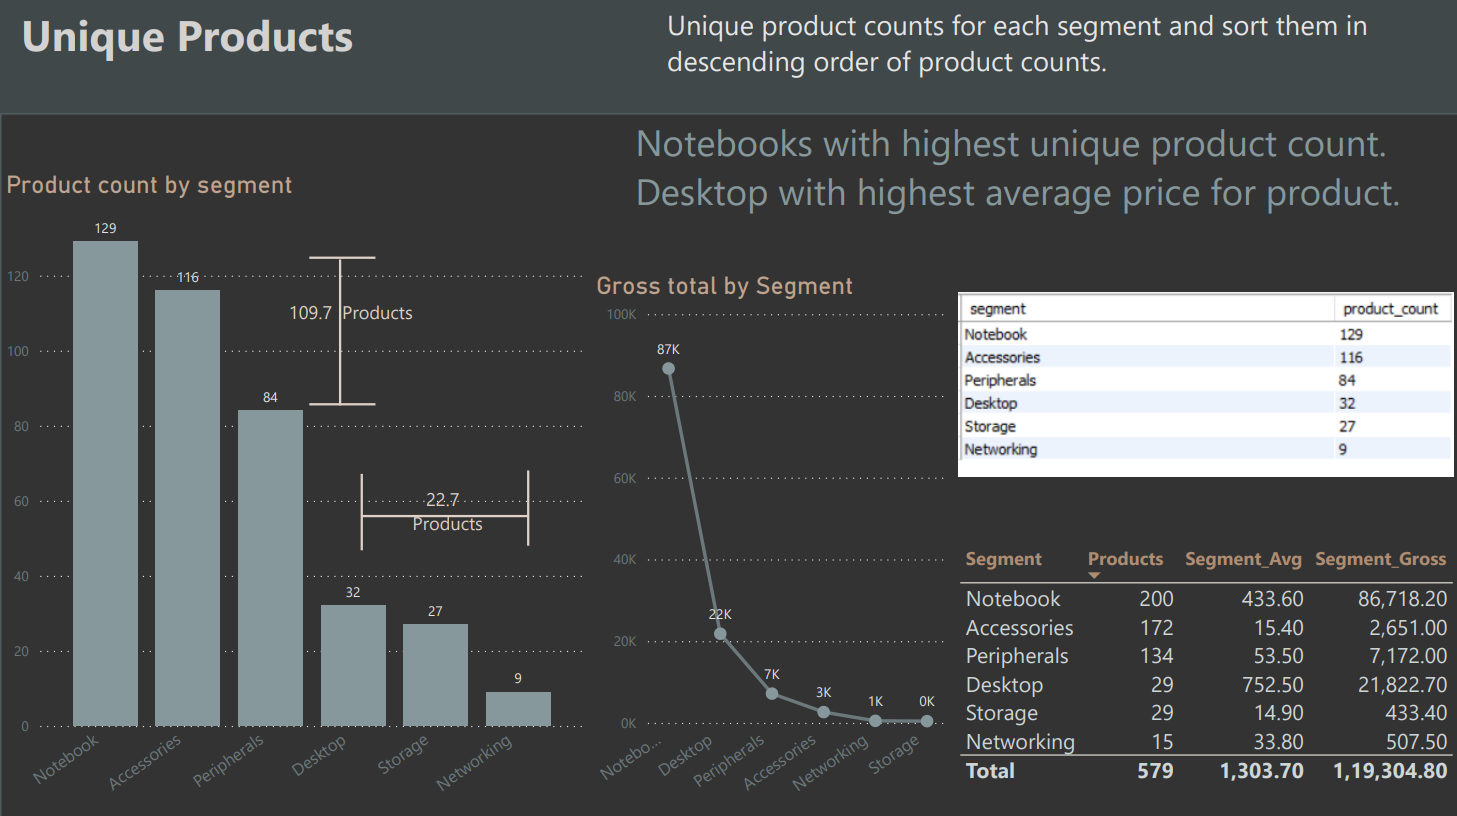 Unique Products
Unique product counts for each segment and sort them in
descending order of product counts.
Notebooks with highest unique product count.
Desktop with highest average price for product.
Product count by segment
129
120
116
109.7 Products
100
84
80
60
22.7
Products
40
32
27
20
9
0
Notebook
Accessories
Peripherals
Desktop
Storage
Networking
Gross total by Segment
100K
87K
80K
60K
40K
22K
20K
7K
3K
1K
0K
0K
Notebo...
Desktop
Peripherals
Accessories
Networking
Storage
segment product_count
Notebook 129
Accessories 116
Peripherals 84
Desktop 32
Storage 27
Networking 9
Segment Products Segment_Avg Segment_Gross
Notebook 200 433.60 86,718.20
Accessories 172 15.40 2,651.00
Peripherals 134 53.50 7,172.00
Desktop 29 752.50 21,822.70
Storage 29 14.90 433.40
Networking 15 33.80 507.50
Total 579 1,303.70 1,19,304.80